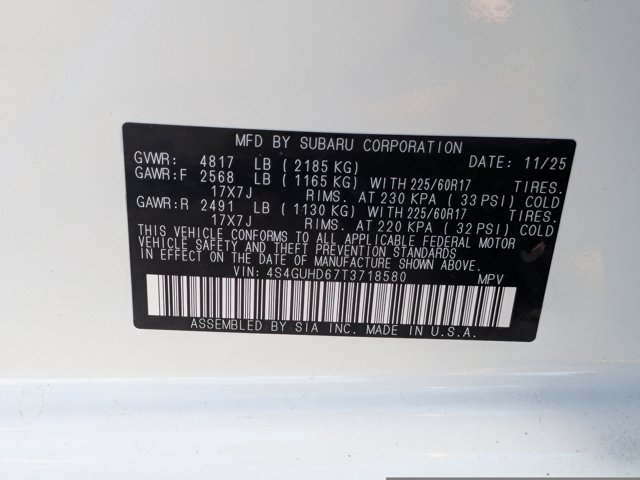 MFD BY SUBARU CORPORATION
GVWR: 4817 LB ( 2185 KG) DATE: 11/25
GAWR:F 2568 LB ( 1165 KG) WITH 225/60R17 TIRES.
17X7J RIMS. AT 230 KPA ( 33 PSI) COLD
GAWR:R 2491 LB ( 1130 KG) WITH 225/60R17 TIRES.
17X7J RIMS. AT 220 KPA ( 32 PSI) COLD
THIS VEHICLE CONFORMS TO ALL APPLICABLE FEDERAL MOTOR
VEHICLE SAFETY AND THEFT PREVENTION STANDARDS
IN EFFECT ON THE DATE OF MANUFACTURE SHOWN ABOVE.
VIN: 4S4GUHD67T3718580 MPV
ASSEMBLED BY SIA INC. MADE IN U.S.A.